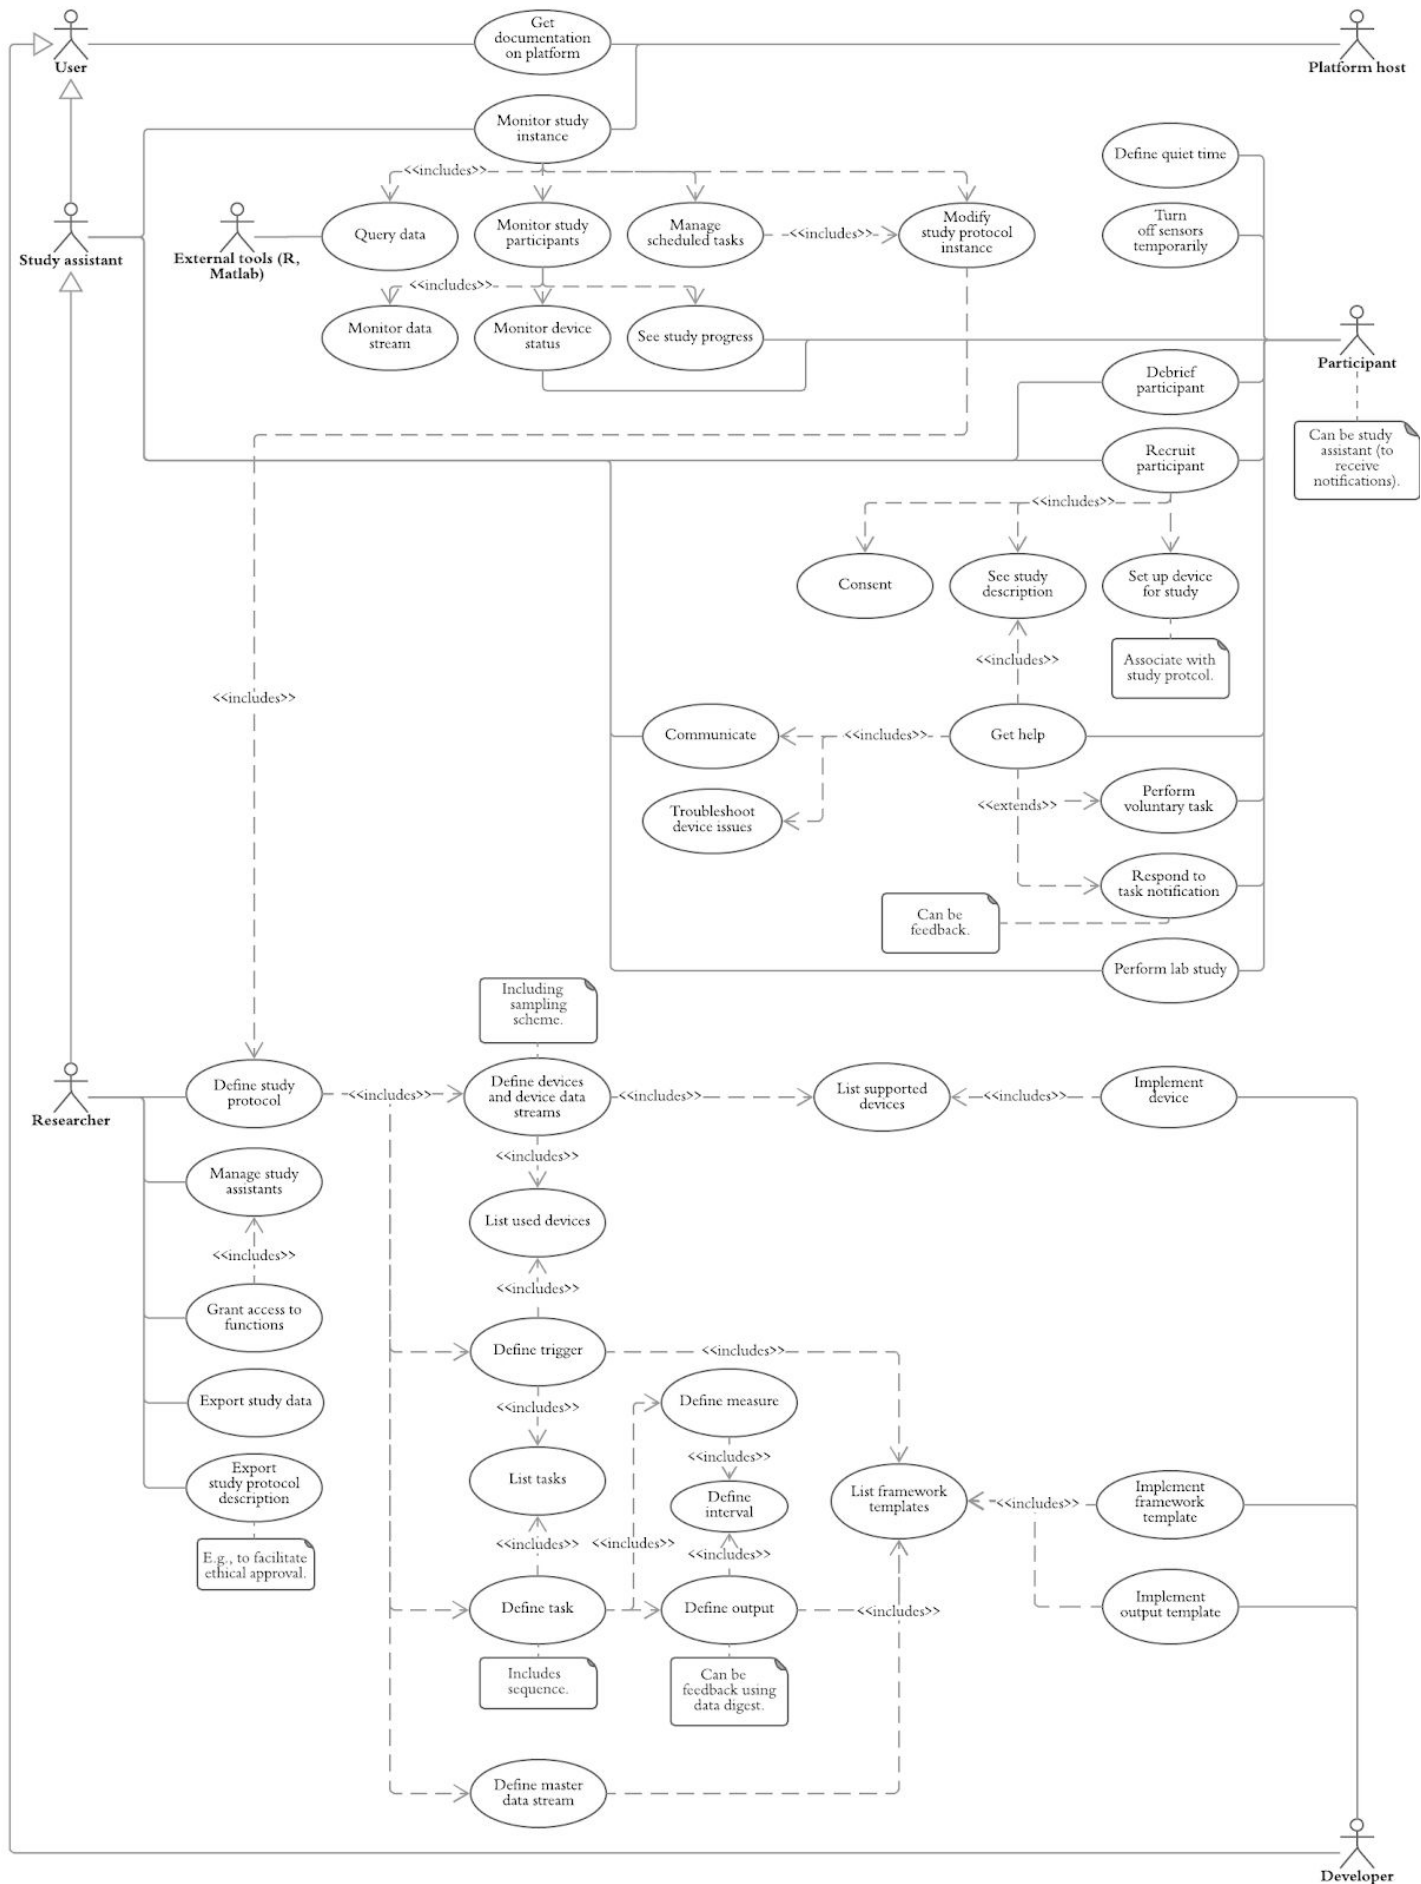 Get
documentation
on platform
User
Platform host
Monitor study
instance
Define quiet time
<<includes>>
Query data
Monitor study
participants
Manage
scheduled tasks
<<includes>>
Modify
study protocol
instance
Turn
off sensors
temporarily
Study assistant
External tools (R,
Matlab)
<<includes>>
Monitor data
stream
Monitor device
status
See study progress
Participant
Debrief
participant
Can be study
assistant (to
receive
notifications).
Recruit
participant
<<includes>>
Consent
See study
description
Set up device
for study
<<includes>>
Associate with
study protcol.
<<includes>>
Communicate
<<includes>>
Get help
Troubleshoot
device issues
<<extends>>
Perform
voluntary task
Respond to
task notification
Can be
feedback.
Perform lab study
Including
sampling
scheme.
Researcher
Define study
protocol
<<includes>>
Define devices
and device data
streams
<<includes>>
List supported
devices
<<includes>>
Implement
device
<<includes>>
Manage study
assistants
List used devices
<<includes>>
<<includes>>
Grant access to
functions
Define trigger
<<includes>>
Export study data
<<includes>>
Define measure
<<includes>>
Export
study protocol
description
List tasks
Define
interval
List framework
templates
<<includes>>
Implement
framework
template
E.g., to facilitate
ethical approval.
<<includes>>
<<includes>>
<<includes>>
Define task
Define output
<<includes>>
Implement
output template
Includes
sequence.
Can be
feedback using
data digest.
Define master
data stream
Developer